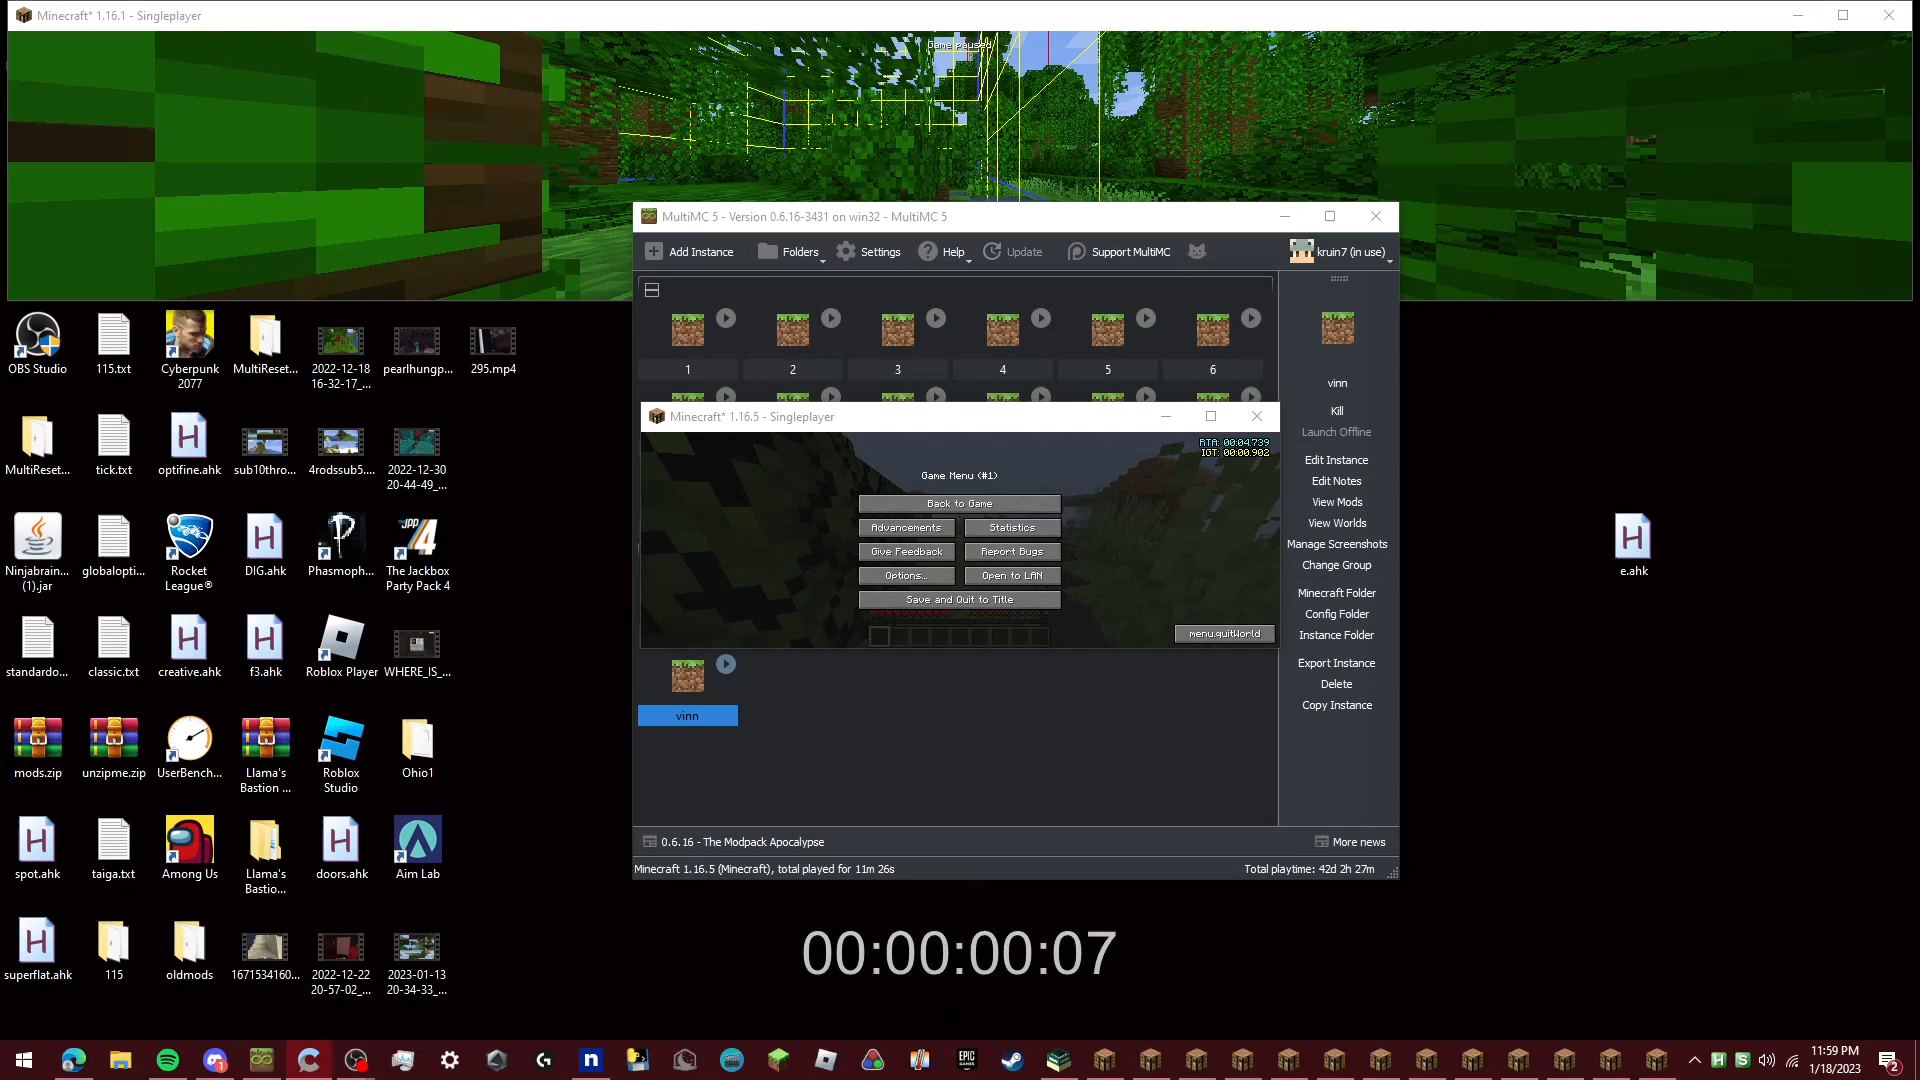 Minecraft* 1.16.1 - Singleplayer
Game paused
MultiMC 5 - Version 0.6.16-3431 on win32 - MultiMC 5
Add Instance
Folders
Settings
Help
Update
Support MultiMC
kruin7 (in use)
1
2
3
4
5
6
vinn
Kill
Launch Offline
Edit Instance
Edit Notes
View Mods
View Worlds
Manage Screenshots
Change Group
Minecraft Folder
Config Folder
Instance Folder
Export Instance
Delete
Copy Instance
Minecraft* 1.16.5 - Singleplayer
RTA: 00:04.739
IGT: 00:00.902
Game Menu (#1)
Back to Game
Advancements
Statistics
Give Feedback
Report Bugs
Options...
Open to LAN
Save and Quit to Title
menu.quitWorld
vinn
0.6.16 - The Modpack Apocalypse
More news
Minecraft 1.16.5 (Minecraft), total played for 11m 26s
Total playtime: 42d 2h 27m
OBS Studio
115.txt
Cyberpunk
2077
MultiReset...
2022-12-18
16-32-17_...
pearlhungp...
295.mp4
MultiReset...
tick.txt
optifine.ahk
sub10thro...
4rodssub5....
2022-12-30
20-44-49_...
Ninjabrain...
(1).jar
globalopti...
Rocket
League®
DIG.ahk
Phasmoph...
The Jackbox
Party Pack 4
e.ahk
standardo...
classic.txt
creative.ahk
f3.ahk
Roblox Player
WHERE_IS_...
mods.zip
unzipme.zip
UserBench...
Llama's
Bastion ...
Roblox
Studio
Ohio1
spot.ahk
taiga.txt
Among Us
Llama's
Bastio...
doors.ahk
Aim Lab
superflat.ahk
115
oldmods
1671534160...
2022-12-22
20-57-02_...
2023-01-13
20-34-33_...
00:00:00:07
11:59 PM
1/18/2023